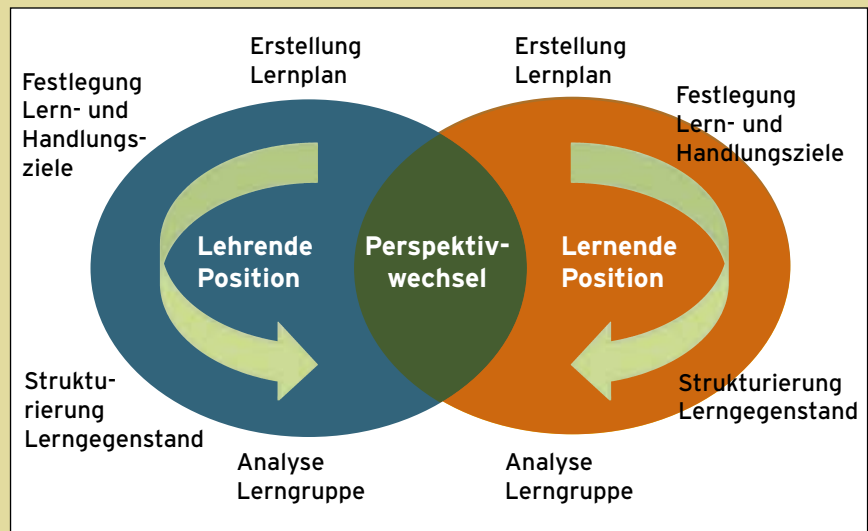 Erstellung
Lernplan
Erstellung
Lernplan
Festlegung
Lern- und
Handlungs-
ziele
Festlegung
Lern- und
Handlungsziele
Lehrende
Position
Perspektiv-
wechsel
Lernende
Position
Struktu-
rierung
Lerngegenstand
Strukturierung
Lerngegenstand
Analyse
Lerngruppe
Analyse
Lerngruppe